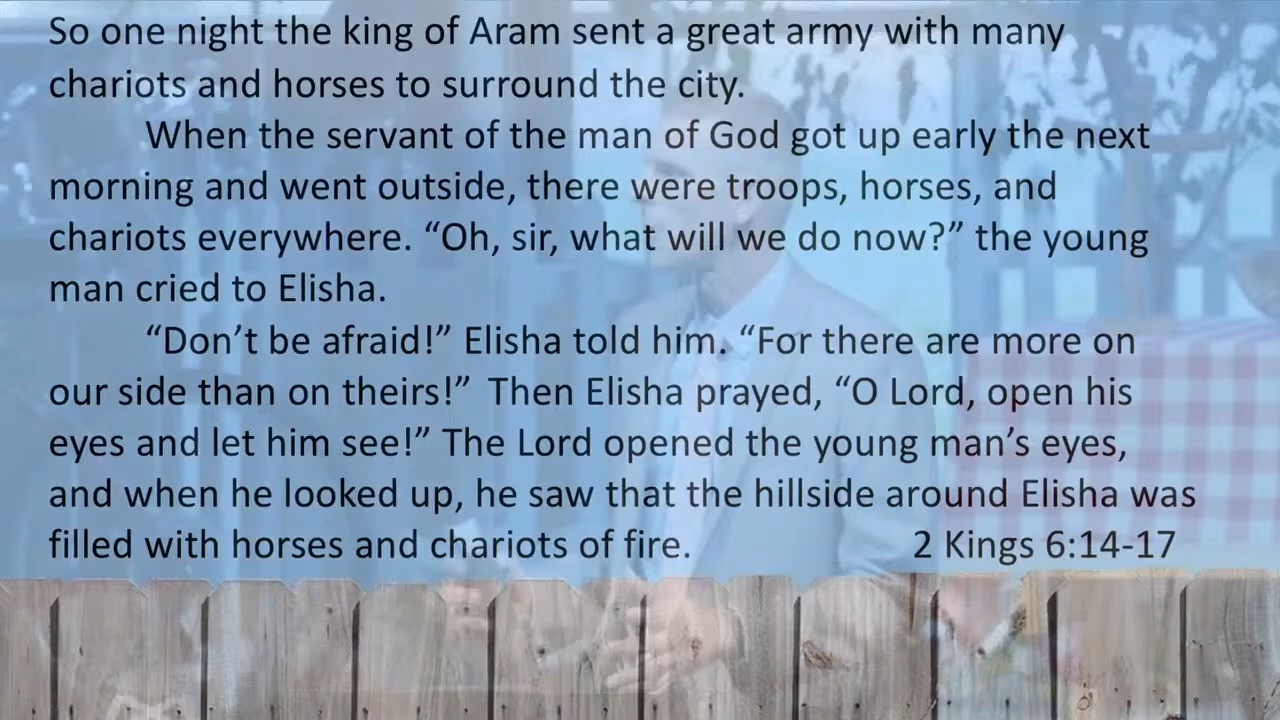 So one night the king of Aram sent a great army with many
chariots and horses to surround the city.
When the servant of the man of God got up early the next
morning and went outside, there were troops, horses, and
chariots everywhere. “Oh, sir, what will we do now?” the young
man cried to Elisha.
“Don’t be afraid!” Elisha told him. “For there are more on
our side than on theirs!” Then Elisha prayed, “O Lord, open his
eyes and let him see!” The Lord opened the young man’s eyes,
and when he looked up, he saw that the hillside around Elisha was
filled with horses and chariots of fire. 2 Kings 6:14-17